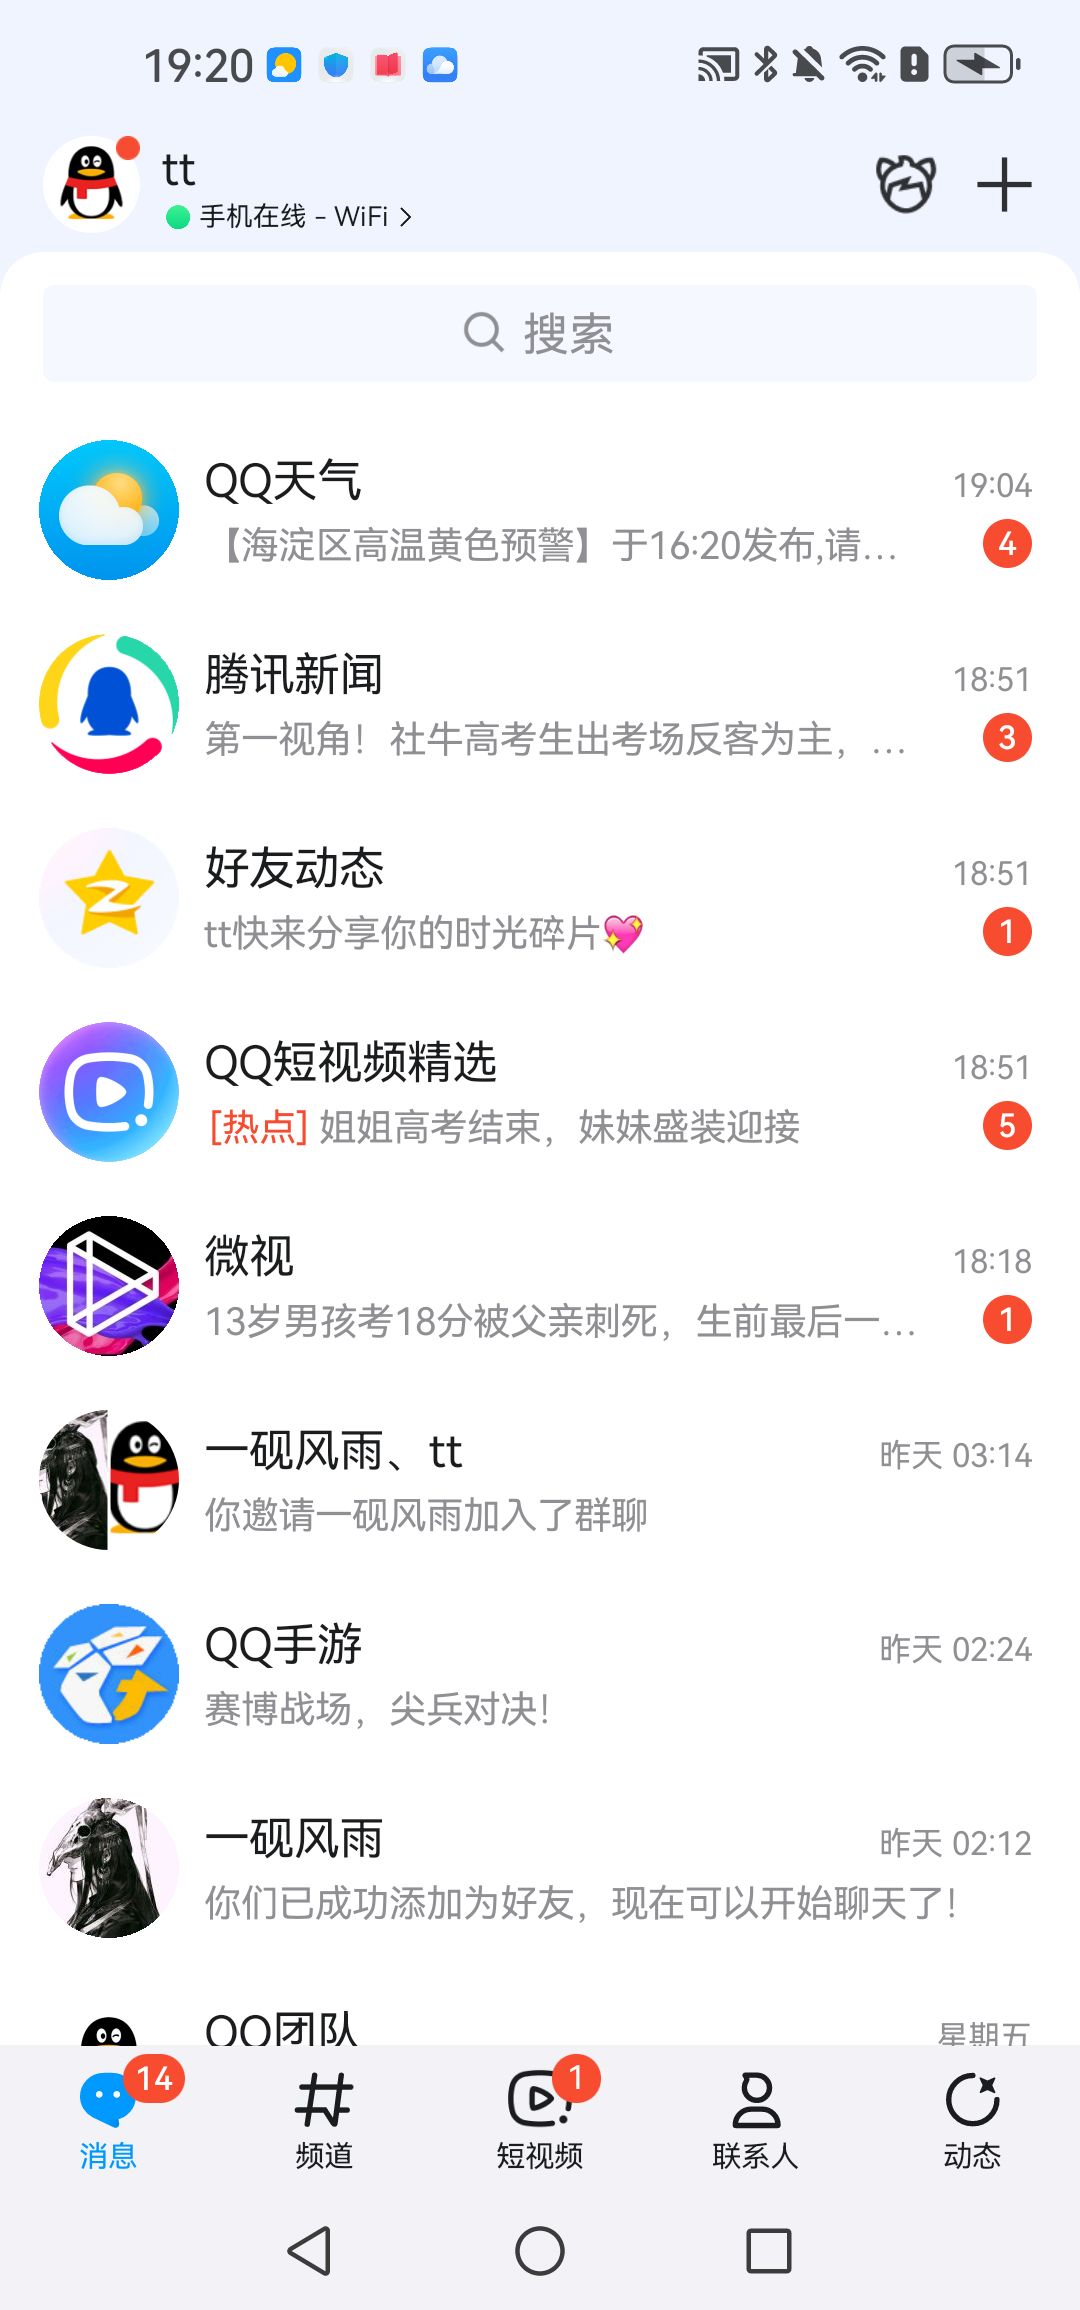 19:20
tt
手机在线 - WiFi
搜索
QQ天气
19:04
【海淀区高温黄色预警】于16:20发布,请...
4
腾讯新闻
18:51
第一视角！社牛高考生出考场反客为主，...
3
好友动态
18:51
tt快来分享你的时光碎片💖
1
QQ短视频精选
18:51
[热点] 姐姐高考结束，妹妹盛装迎接
5
微视
18:18
13岁男孩考18分被父亲刺死，生前最后一...
1
一砚风雨、tt
昨天 03:14
你邀请一砚风雨加入了群聊
QQ手游
昨天 02:24
赛博战场，尖兵对决！
一砚风雨
昨天 02:12
你们已成功添加为好友，现在可以开始聊天了！
QQ团队
星期五
14
1
消息
频道
短视频
联系人
动态